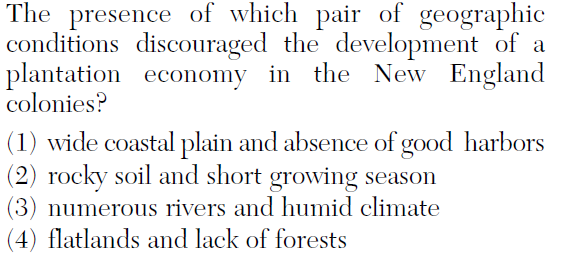 The presence of which pair of geographic
conditions discouraged the development of a
plantation economy in the New England
colonies?
(1) wide coastal plain and absence of good harbors
(2) rocky soil and short growing season
(3) numerous rivers and humid climate
(4) flatlands and lack of forests